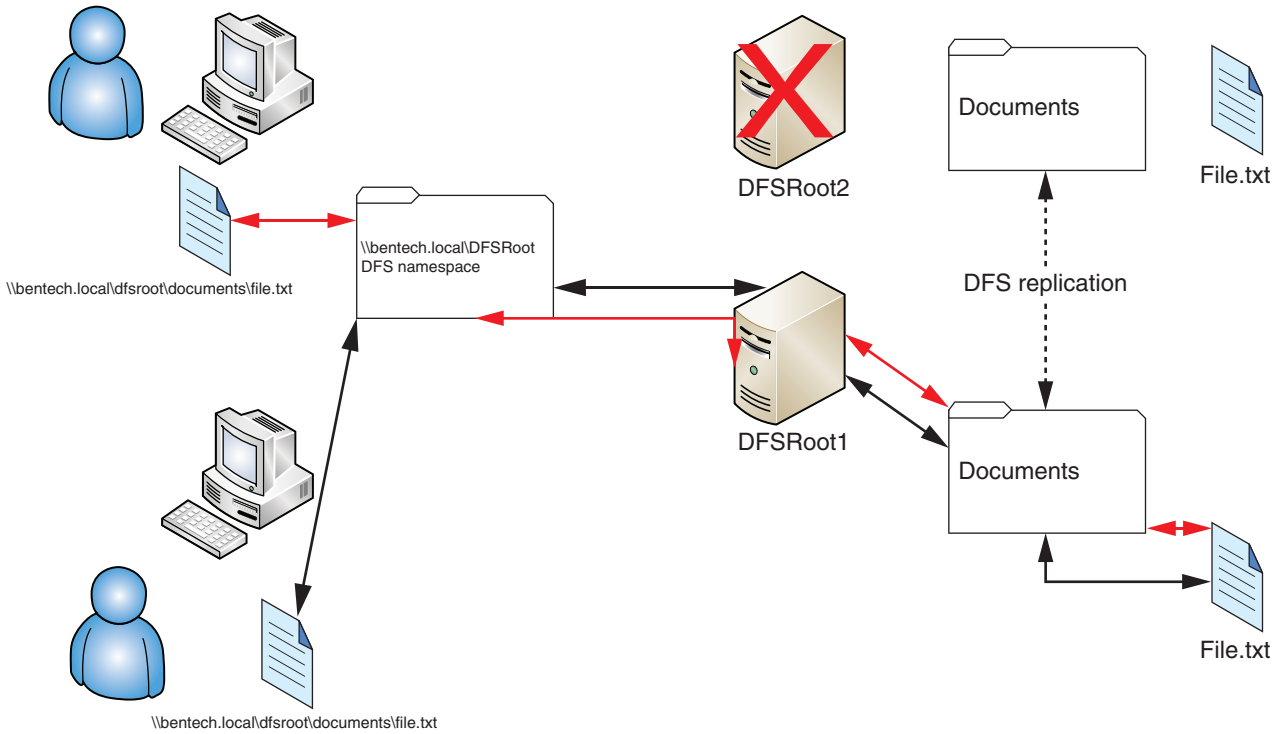 Documents
File.txt
DFSRoot2
\\bentech.local\DFSRoot
DFS namespace
\\bentech.local\dfsroot\documents\file.txt
DFS replication
DFSRoot1
Documents
File.txt
\\bentech.local\dfsroot\documents\file.txt